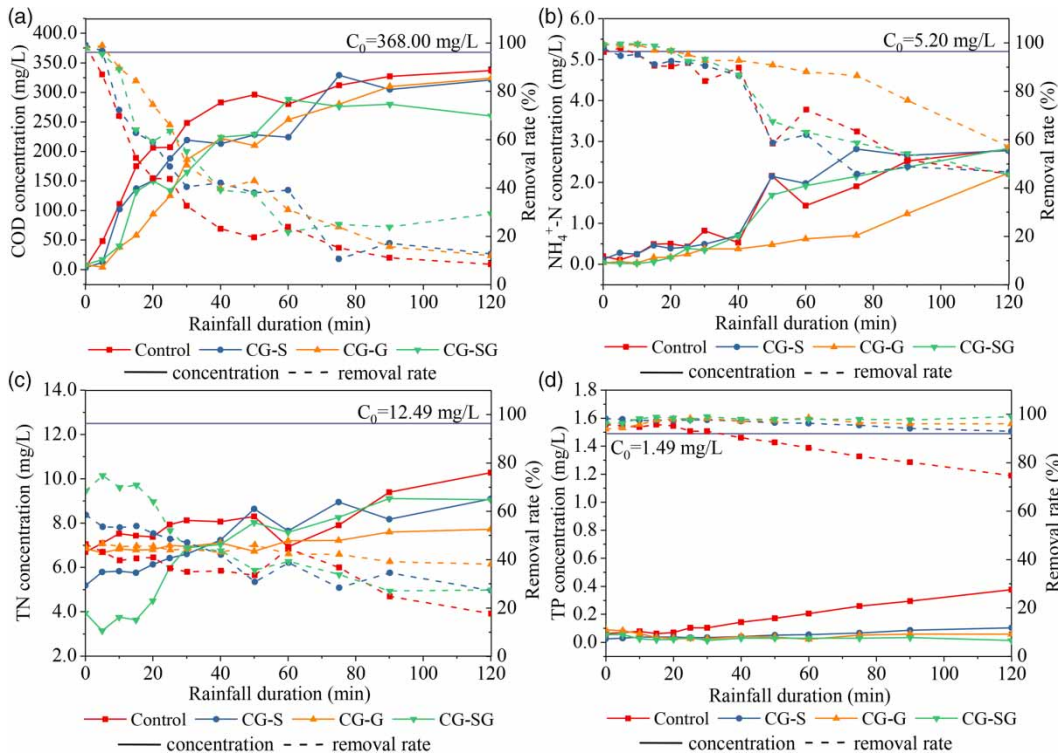 (a)
C₀=368.00 mg/L
COD concentration (mg/L)
400.0
350.0
300.0
250.0
200.0
150.0
100.0
50.0
0.0
100
80
60
40
20
0
Removal rate (%)
0 20 40 60 80 100 120
Rainfall duration (min)
Control CG-S CG-G CG-SG
concentration removal rate
(b)
C₀=5.20 mg/L
NH₄⁺-N concentration (mg/L)
6.0
5.0
4.0
3.0
2.0
1.0
0.0
100
80
60
40
20
0
Removal rate (%)
0 20 40 60 80 100 120
Rainfall duration (min)
Control CG-S CG-G CG-SG
concentration removal rate
(c)
C₀=12.49 mg/L
TN concentration (mg/L)
14.0
12.0
10.0
8.0
6.0
4.0
2.0
100
80
60
40
20
0
Removal rate (%)
0 20 40 60 80 100 120
Rainfall duration (min)
Control CG-S CG-G CG-SG
concentration removal rate
(d)
C₀=1.49 mg/L
TP concentration (mg/L)
1.8
1.6
1.4
1.2
1.0
0.8
0.6
0.4
0.2
0.0
100
80
60
40
20
0
Removal rate (%)
0 20 40 60 80 100 120
Rainfall duration (min)
Control CG-S CG-G CG-SG
concentration removal rate